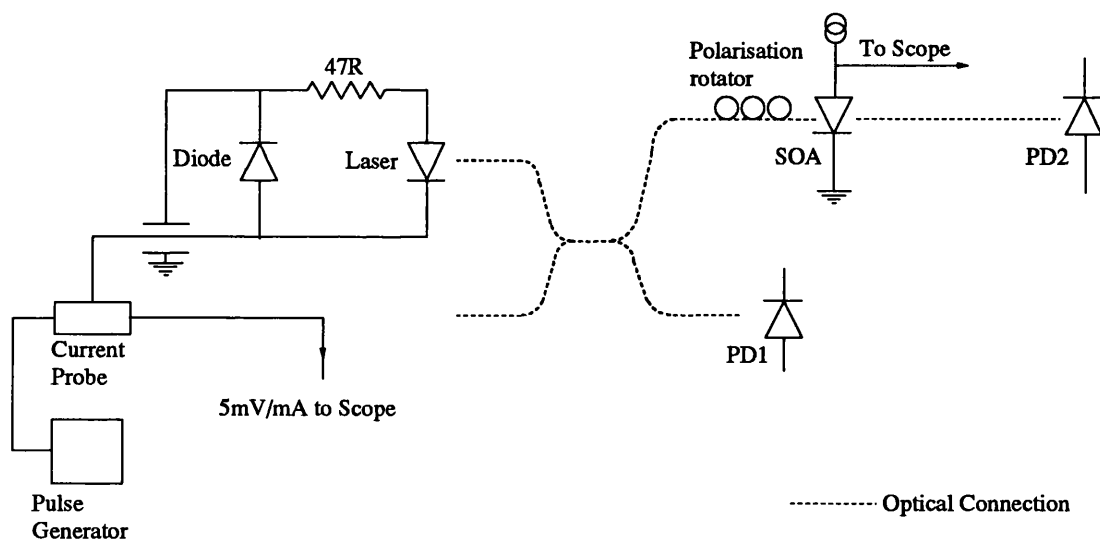 47R
Polarisation
rotator
To Scope
Diode
Laser
SOA
PD2
Current
Probe
PD1
5mV/mA to Scope
Pulse
Generator
Optical Connection